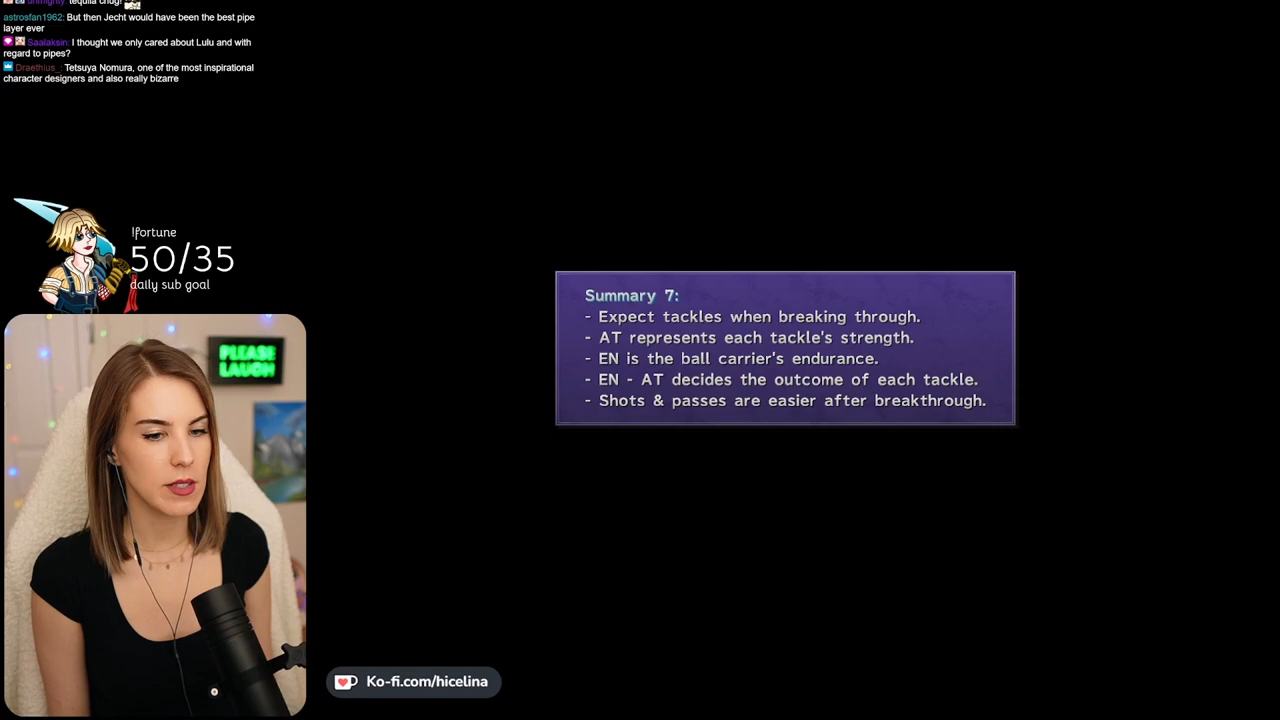 unmighty: tequila chug!
astrosfan1962: But then Jecht would have been the best pipe
layer ever
Saalaksin: I thought we only cared about Lulu and with
regard to pipes?
Draethius_: Tetsuya Nomura, one of the most inspirational
character designers and also really bizarre
!fortune
50/35
daily sub goal
PLEASE
LAUGH
Summary 7:
- Expect tackles when breaking through.
- AT represents each tackle's strength.
- EN is the ball carrier's endurance.
- EN - AT decides the outcome of each tackle.
- Shots & passes are easier after breakthrough.
Ko-fi.com/hicelina